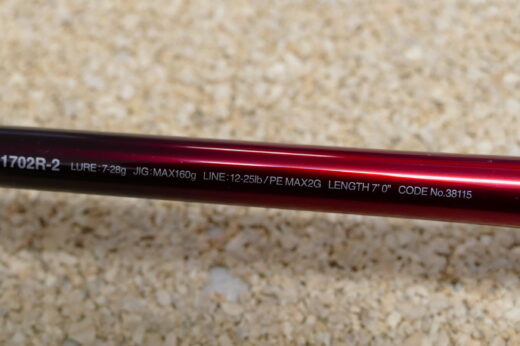 1702R-2 LURE:7-28g JIG:MAX160g LINE:12-25lb/PE MAX2G LENGTH 7'0" CODE No.38115